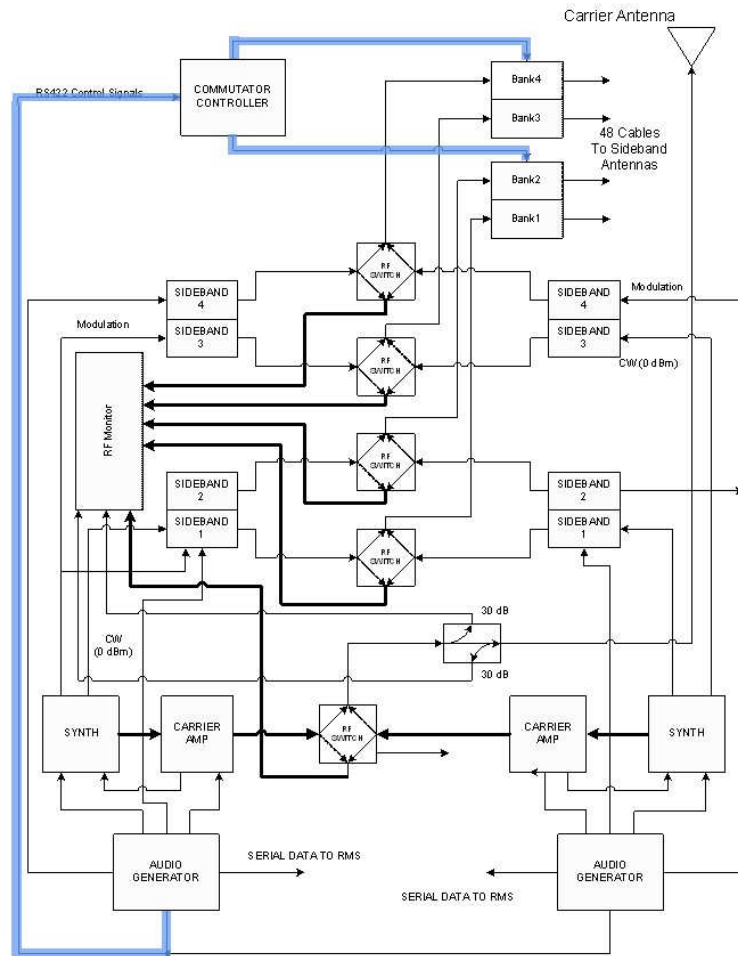 Carrier Antenna
COMMUTATOR
CONTROLLER
RS422 Control Signals
Bank4
Bank3
48 Cables
To Sideband
Antennas
Bank2
Bank1
RF
SWITCH
SIDEBAND
4
SIDEBAND
3
Modulation
SIDEBAND
4
SIDEBAND
3
Modulation
CW (0 dBm)
RF
SWITCH
RF Monitor
RF
SWITCH
SIDEBAND
2
SIDEBAND
1
SIDEBAND
2
SIDEBAND
1
RF
SWITCH
30 dB
CW
(0 dBm)
30 dB
SYNTH
CARRIER
AMP
RF
SWITCH
CARRIER
AMP
SYNTH
AUDIO
GENERATOR
SERIAL DATA TO RMS
SERIAL DATA TO RMS
AUDIO
GENERATOR